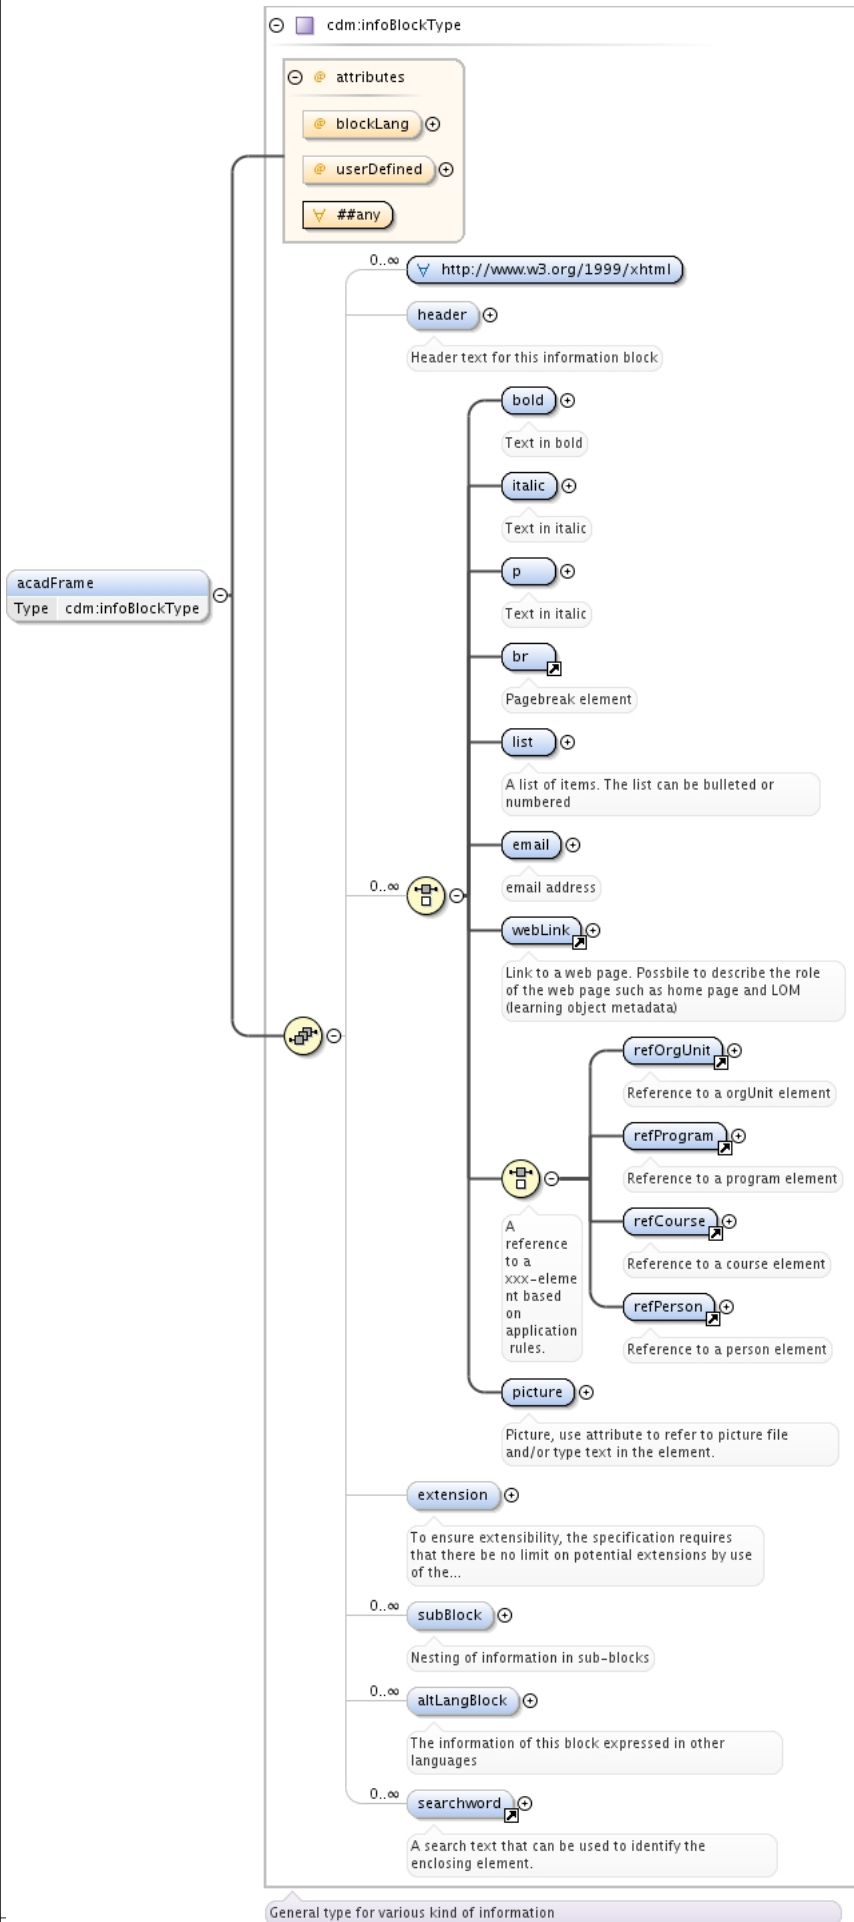 cdm:infoBlockType
attributes
blockLang
userDefined
##any
0..∞
http://www.w3.org/1999/xhtml
header
Header text for this information block
bold
Text in bold
italic
Text in italic
acadFrame
Type cdm:infoBlockType
p
Text in italic
br
Pagebreak element
list
A list of items. The list can be bulleted or
numbered
email
0..∞
email address
webLink
Link to a web page. Possbile to describe the role
of the web page such as home page and LOM
(learning object metadata)
refOrgUnit
Reference to a orgUnit element
refProgram
Reference to a program element
A
reference
to a
xxx-eleme
nt based
on
application
rules.
refCourse
Reference to a course element
refPerson
Reference to a person element
picture
Picture, use attribute to refer to picture file
and/or type text in the element.
extension
To ensure extensibility, the specification requires
that there be no limit on potential extensions by use
of the...
0..∞
subBlock
Nesting of information in sub-blocks
0..∞
altLangBlock
The information of this block expressed in other
languages
0..∞
searchword
A search text that can be used to identify the
enclosing element.
General type for various kind of information